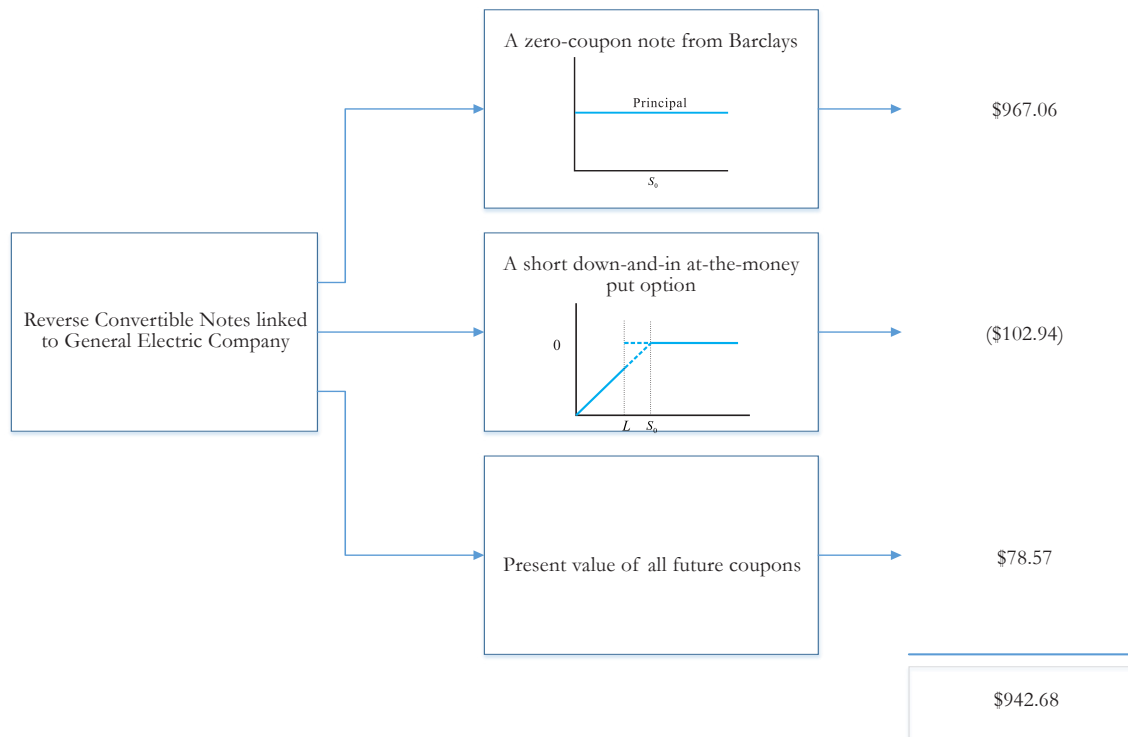 A zero-coupon note from Barclays
Principal
S₀
$967.06
Reverse Convertible Notes linked
to General Electric Company
A short down-and-in at-the-money
put option
0
L S₀
($102.94)
Present value of all future coupons
$78.57
$942.68